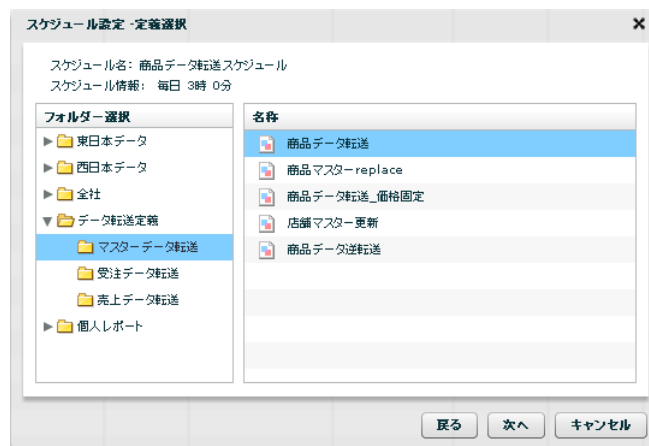 スケジュール設定 -定義選択
スケジュール名: 商品データ転送スケジュール
スケジュール情報: 毎日 3時 0分
フォルダー選択
東日本データ
西日本データ
全社
データ転送定義
マスターデータ転送
受注データ転送
売上データ転送
個人レポート
名称
商品データ転送
商品マスターreplace
商品データ転送_価格固定
店舗マスター更新
商品データ逆転送
戻る
次へ
キャンセル